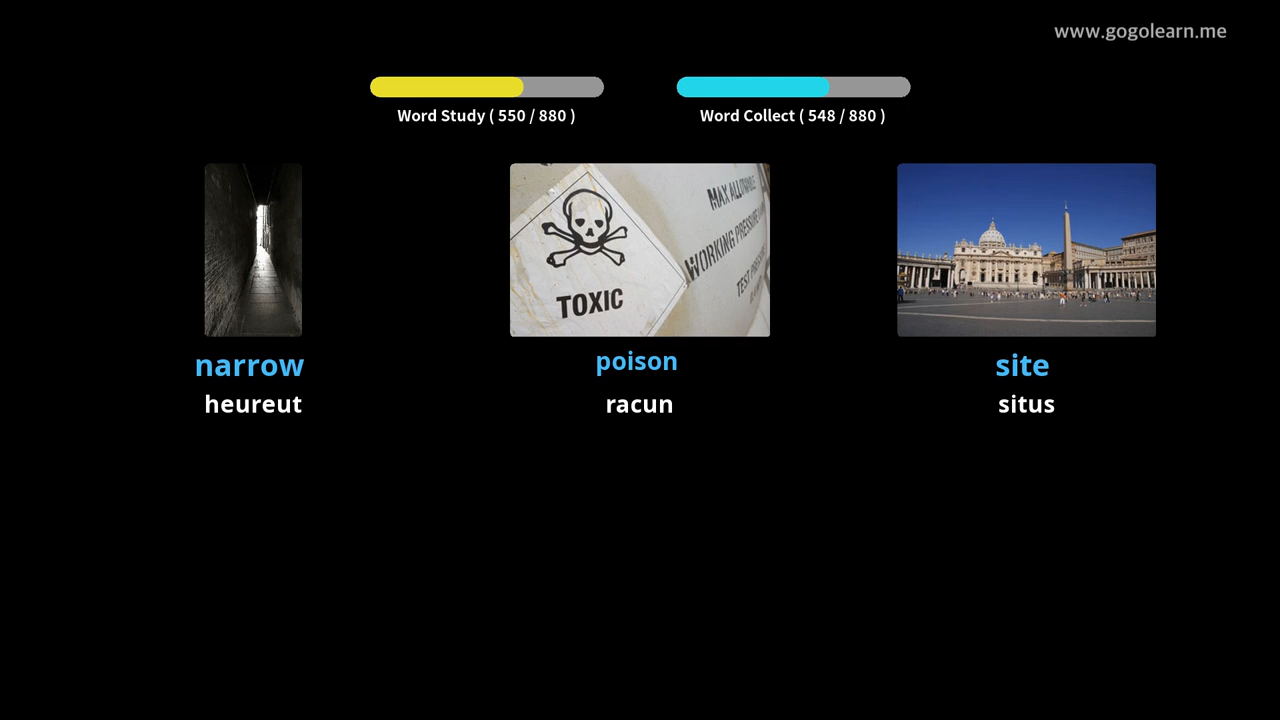 www.gogolearn.me
Word Study ( 550 / 880 )
Word Collect ( 548 / 880 )
MAX ALLOWABLE
WORKING PRESSURE
TEST
TOXIC
narrow
poison
site
heureut
racun
situs